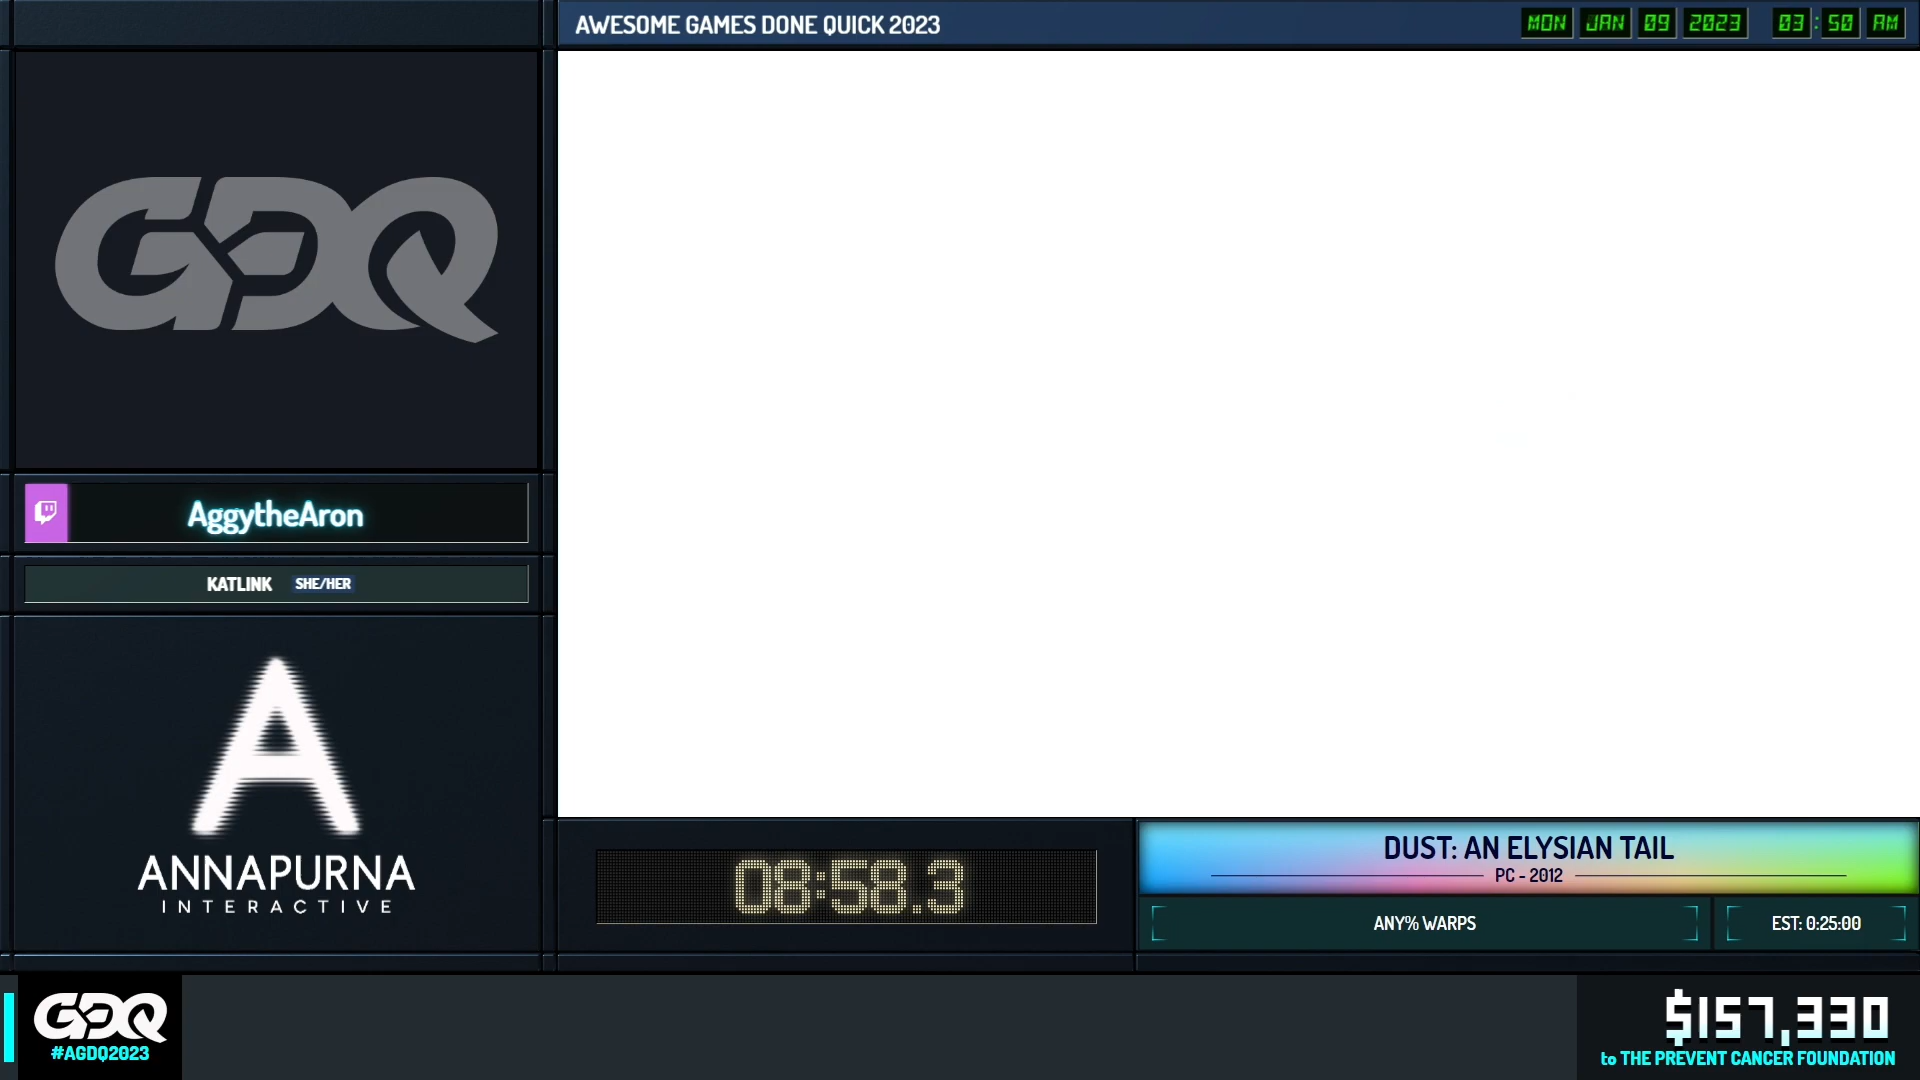 AWESOME GAMES DONE QUICK 2023
MON JAN 09 2023 03:50 AM
GDQ
AggytheAron
KATLINK SHE/HER
A
ANNAPURNA
INTERACTIVE
08:58.3
DUST: AN ELYSIAN TAIL
PC - 2012
ANY% WARPS
EST: 0:25:00
GDQ
#AGDQ2023
$157,330
to THE PREVENT CANCER FOUNDATION